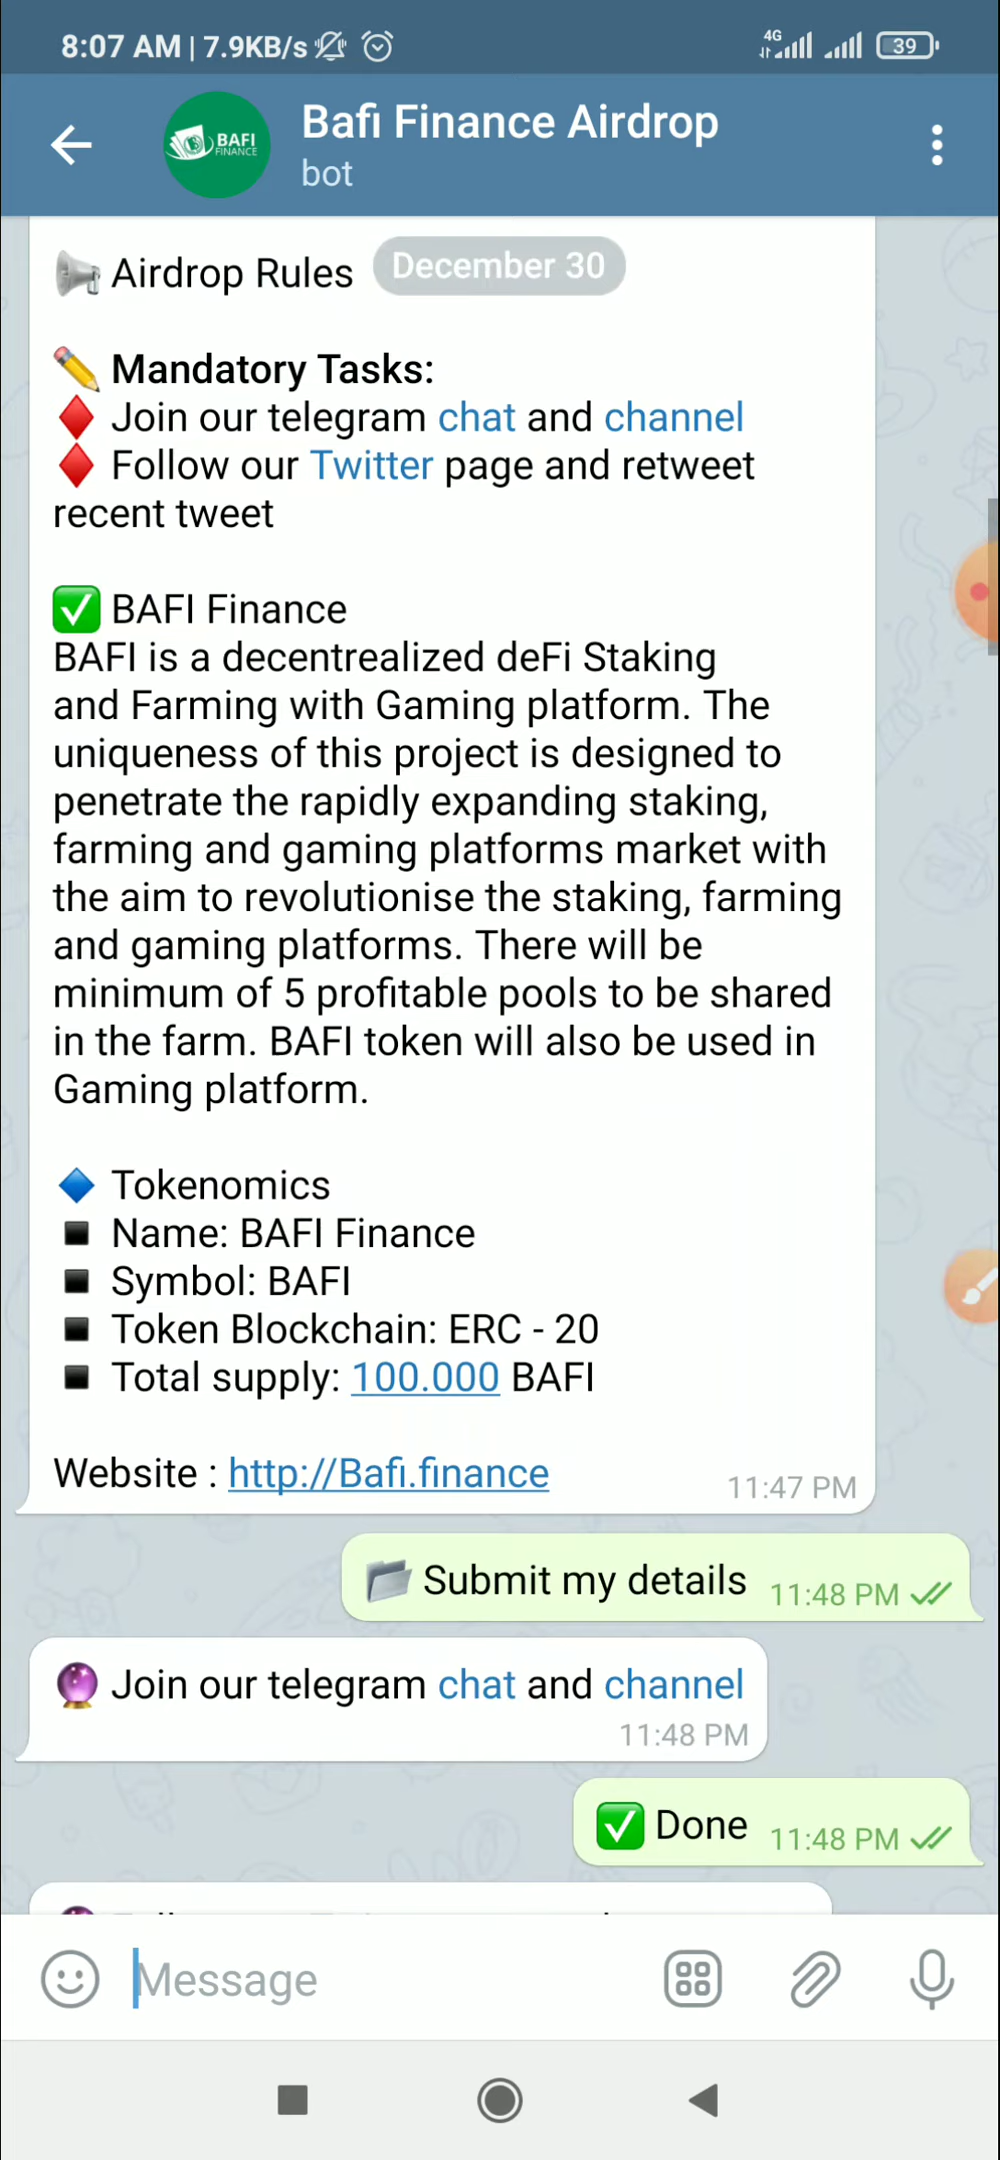 8:07 AM | 7.9KB/s
4G
39
BAFI
FINANCE
Bafi Finance Airdrop
bot
December 30
📢 Airdrop Rules
✏️ Mandatory Tasks:
♦️ Join our telegram chat and channel
♦️ Follow our Twitter page and retweet
recent tweet
✅ BAFI Finance
BAFI is a decentrealized deFi Staking
and Farming with Gaming platform. The
uniqueness of this project is designed to
penetrate the rapidly expanding staking,
farming and gaming platforms market with
the aim to revolutionise the staking, farming
and gaming platforms. There will be
minimum of 5 profitable pools to be shared
in the farm. BAFI token will also be used in
Gaming platform.
🔷 Tokenomics
▪️ Name: BAFI Finance
▪️ Symbol: BAFI
▪️ Token Blockchain: ERC - 20
▪️ Total supply: 100.000 BAFI
Website : http://Bafi.finance
11:47 PM
📁 Submit my details 11:48 PM
🔮 Join our telegram chat and channel
11:48 PM
✅ Done 11:48 PM
Message